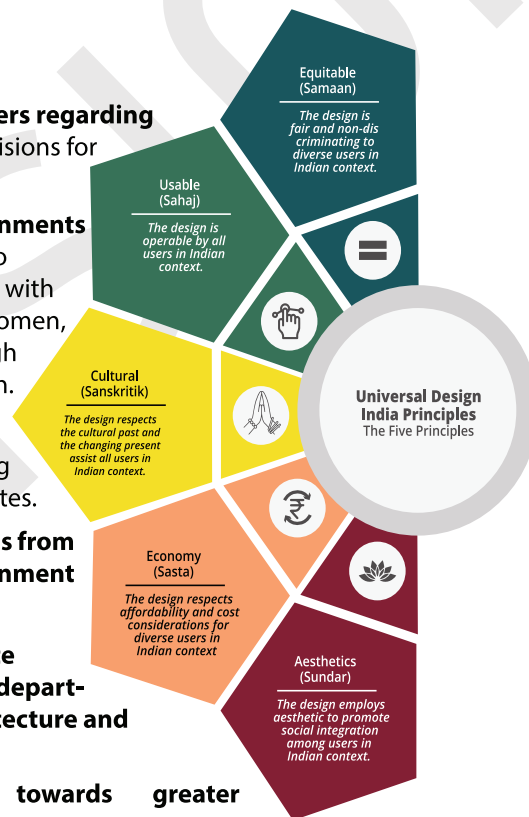 ers regarding
isions for
nments
o
with
omen,
gh
n.
g
tes.
s from
nment
te
depart-
tecture and
towards greater
Equitable
(Samaan)
The design is
fair and non-dis
criminating to
diverse users in
Indian context.
Usable
(Sahaj)
The design is
operable by all
users in Indian
context.
Cultural
(Sanskritik)
The design respects
the cultural past and
the changing present
assist all users in
Indian context.
Economy
(Sasta)
The design respects
affordability and cost
considerations for
diverse users in
Indian context
Aesthetics
(Sundar)
The design employs
aesthetic to promote
social integration
among users in
Indian context.
Universal Design
India Principles
The Five Principles